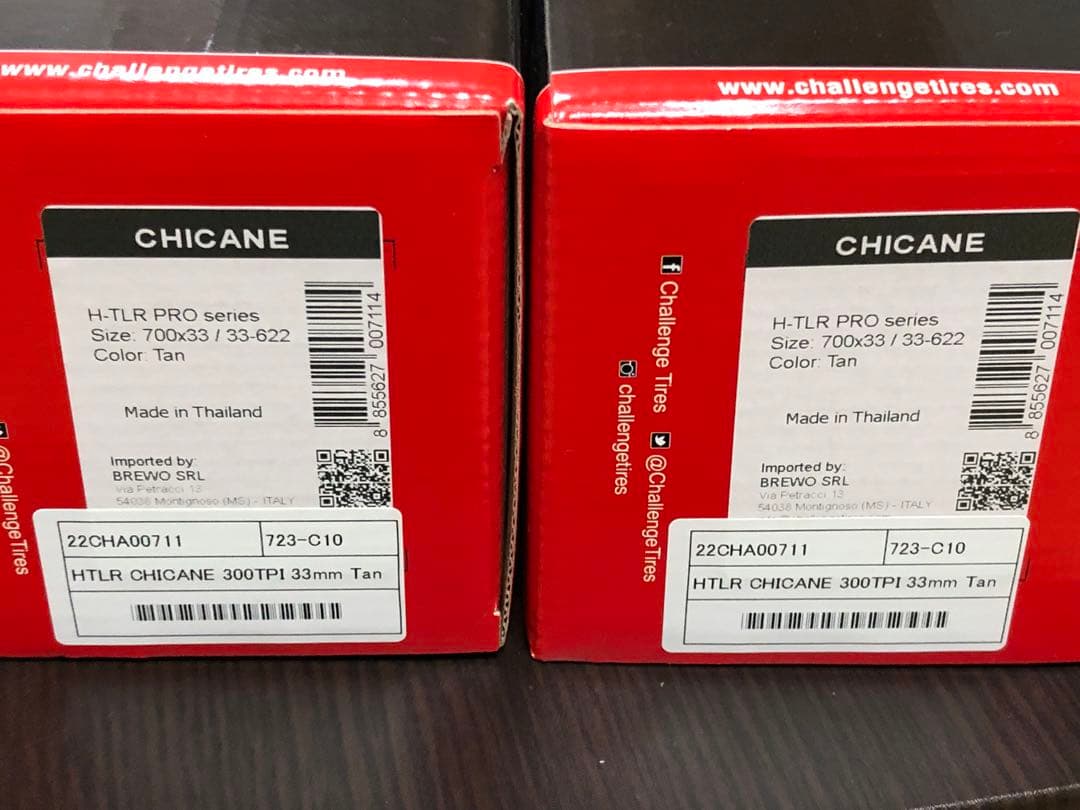 www.challengetires.com
CHICANE
H-TLR PRO series
Size: 700x33 / 33-622
Color: Tan
Made in Thailand
8 855627 007114
Imported by:
BREWO SRL
Via Petracci 13
54038 Montignoso (MS) - ITALY
@ChallengeTires
22CHA00711
723-C10
HTLR CHICANE 300TPI 33mm Tan
www.challengetires.com
Challenge Tires
@ChallengeTires
challengetires
CHICANE
H-TLR PRO series
Size: 700x33 / 33-622
Color: Tan
Made in Thailand
8 855627 007114
Imported by:
BREWO SRL
Via Petracci 13
54038 Montignoso (MS) - ITALY
22CHA00711
723-C10
HTLR CHICANE 300TPI 33mm Tan